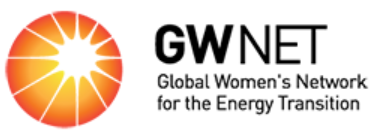 GWNET
Global Women's Network
for the Energy Transition